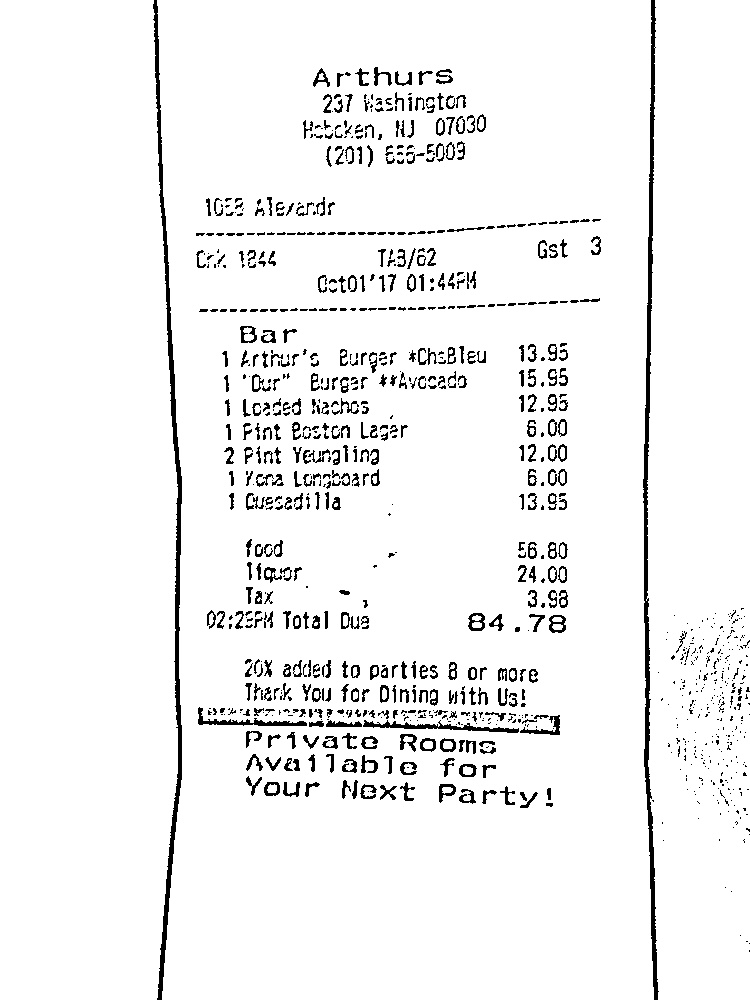 Arthurs
237 Washington
Hoboken, NJ 07030
(201) 656-5009
1058 Alexandr
Chk 1844 TAB/62 Gst 3
Oct01'17 01:44PM
Bar
1 Arthur's Burger *ChsBleu 13.95
1 "Our" Burger **Avocado 15.95
1 Loaded Nachos 12.95
1 Pint Boston Lager 6.00
2 Pint Yeungling 12.00
1 Kona Longboard 6.00
1 Quesadilla 13.95
food 56.80
liquor 24.00
Tax 3.98
Total Due 84.78
20% added to parties 8 or more
Thank You for Dining with Us!
Private Rooms
Available for
Your Next Party!